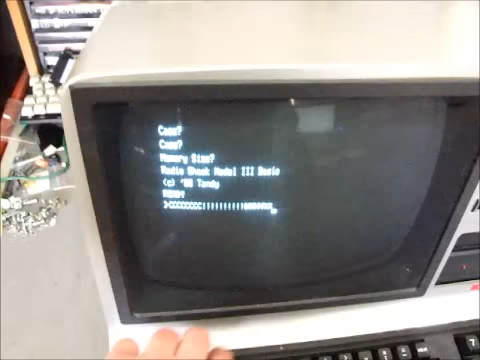 Cass?
Cass?
Memory Size?
Radio Shack Model III Basic
(c) '80 Tandy
READY